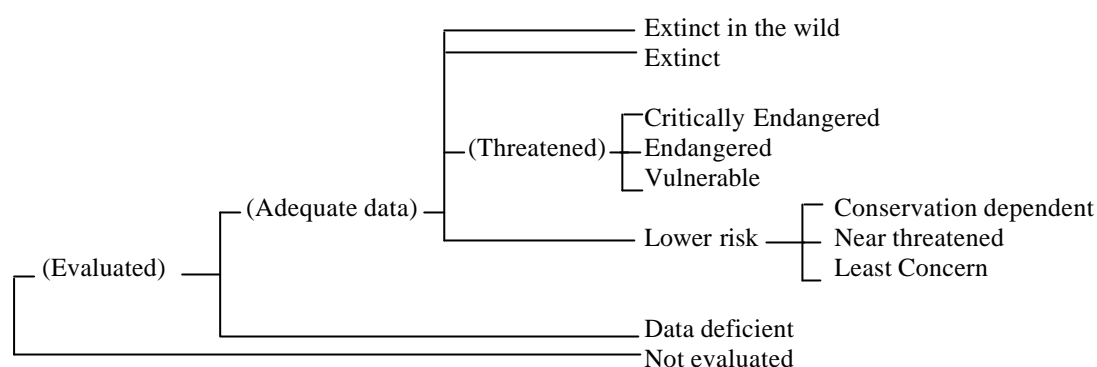 Extinct in the wild
Extinct
Critically Endangered
(Threatened)
Endangered
Vulnerable
(Adequate data)
Conservation dependent
Lower risk
Near threatened
(Evaluated)
Least Concern
Data deficient
Not evaluated